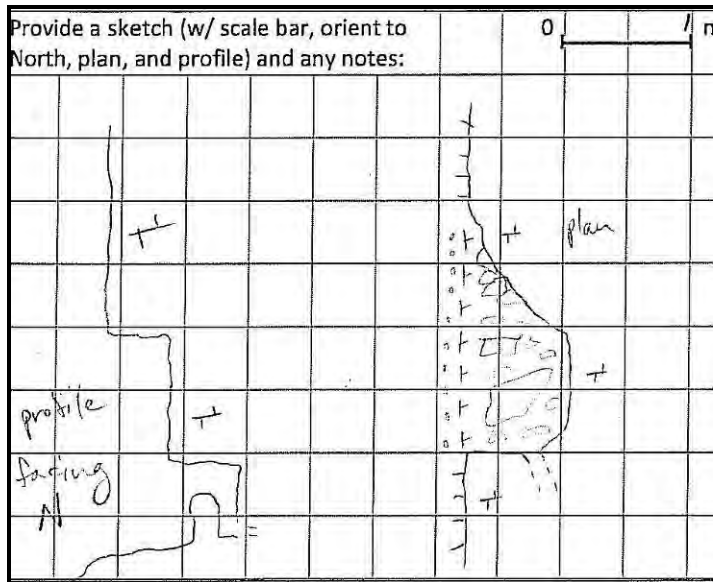 Provide a sketch (w/ scale bar, orient to
North, plan, and profile) and any notes:
0 1 m
plan
profile
facing
N